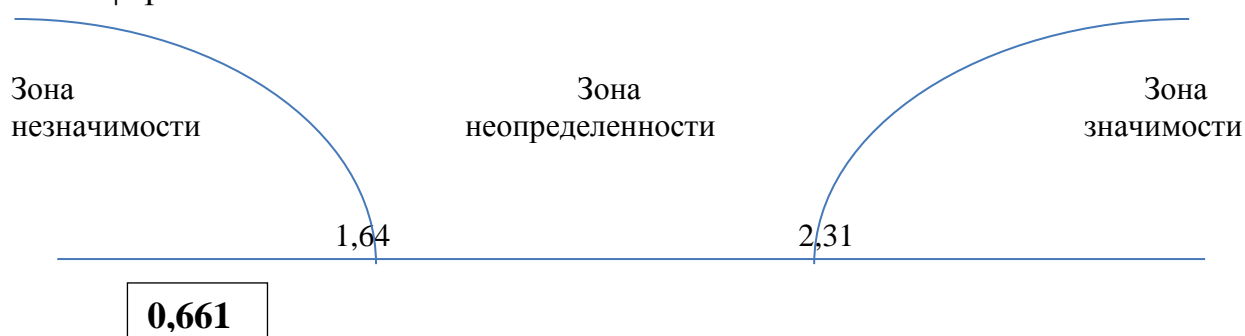 Зона
незначимости
Зона
неопределенности
Зона
значимости
1,64
2,31
0,661